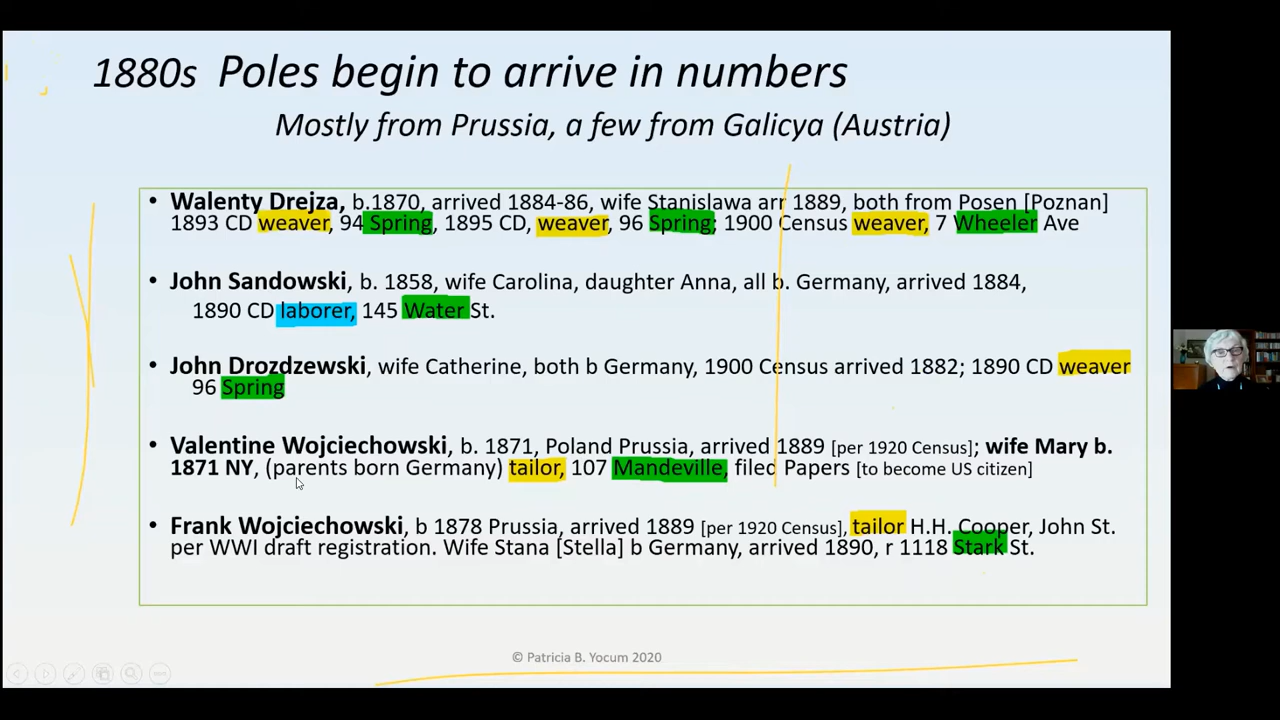 1880s Poles begin to arrive in numbers
Mostly from Prussia, a few from Galicya (Austria)
• Walenty Drejza, b.1870, arrived 1884-86, wife Stanislawa arr 1889, both from Posen [Poznan]
1893 CD weaver, 94 Spring, 1895 CD, weaver, 96 Spring; 1900 Census weaver, 7 Wheeler Ave
• John Sandowski, b. 1858, wife Carolina, daughter Anna, all b. Germany, arrived 1884,
1890 CD laborer, 145 Water St.
• John Drozdzewski, wife Catherine, both b Germany, 1900 Census arrived 1882; 1890 CD weaver
96 Spring
• Valentine Wojciechowski, b. 1871, Poland Prussia, arrived 1889 [per 1920 Census]; wife Mary b.
1871 NY, (parents born Germany) tailor, 107 Mandeville, filed Papers [to become US citizen]
• Frank Wojciechowski, b 1878 Prussia, arrived 1889 [per 1920 Census], tailor H.H. Cooper, John St.
per WWI draft registration. Wife Stana [Stella] b Germany, arrived 1890, r 1118 Stark St.
© Patricia B. Yocum 2020